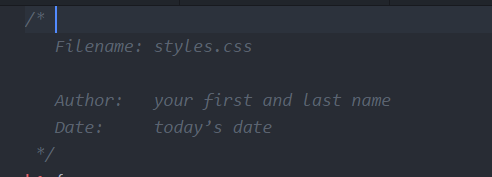 /*
Filename: styles.css
Author: your first and last name
Date: today’s date
*/